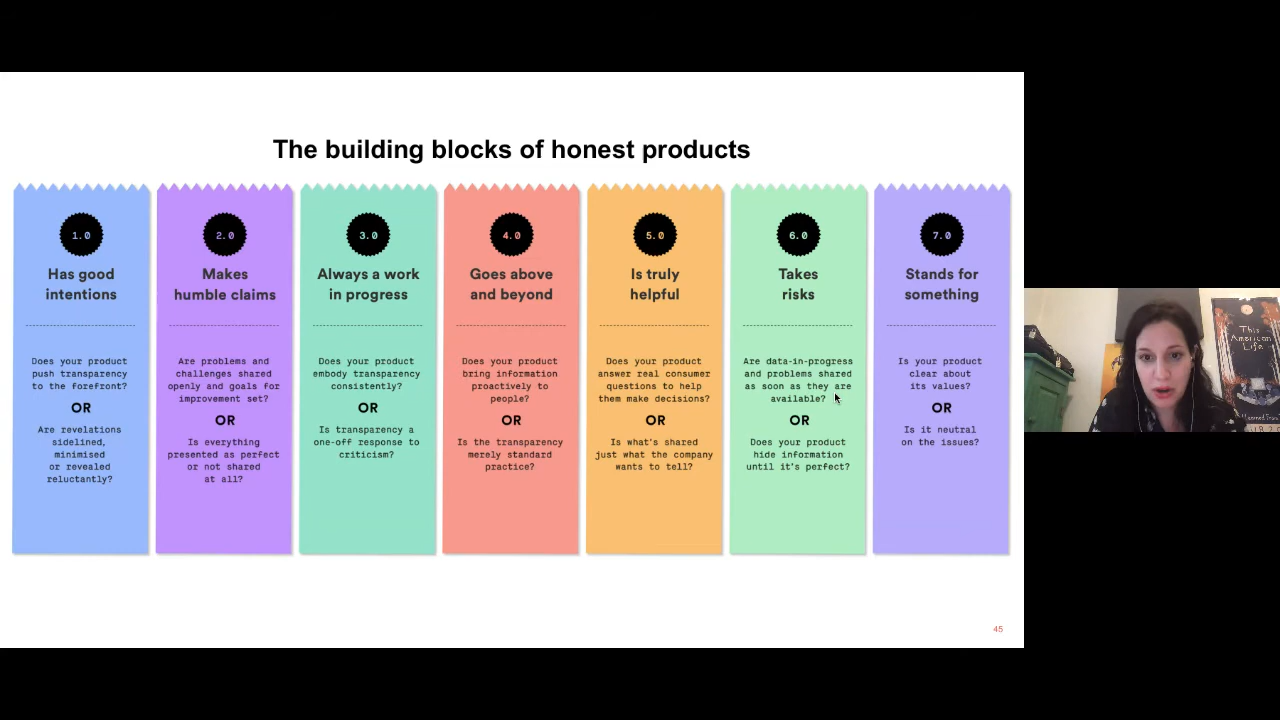 The building blocks of honest products
1.0
Has good
intentions
Does your product
push transparency
to the forefront?
OR
Are revelations
sidelined,
minimised
or revealed
reluctantly?
2.0
Makes
humble claims
Are problems and
challenges shared
openly and goals for
improvement set?
OR
Is everything
presented as perfect
or not shared
at all?
3.0
Always a work
in progress
Does your product
embody transparency
consistently?
OR
Is transparency a
one-off response to
criticism?
4.0
Goes above
and beyond
Does your product
bring information
proactively to
people?
OR
Is the transparency
merely standard
practice?
5.0
Is truly
helpful
Does your product
answer real consumer
questions to help
them make decisions?
OR
Is what's shared
just what the company
wants to tell?
6.0
Takes
risks
Are data-in-progress
and problems shared
as soon as they are
available?
OR
Does your product
hide information
until it's perfect?
7.0
Stands for
something
Is your product
clear about
its values?
OR
Is it neutral
on the issues?
45
This
American
Life